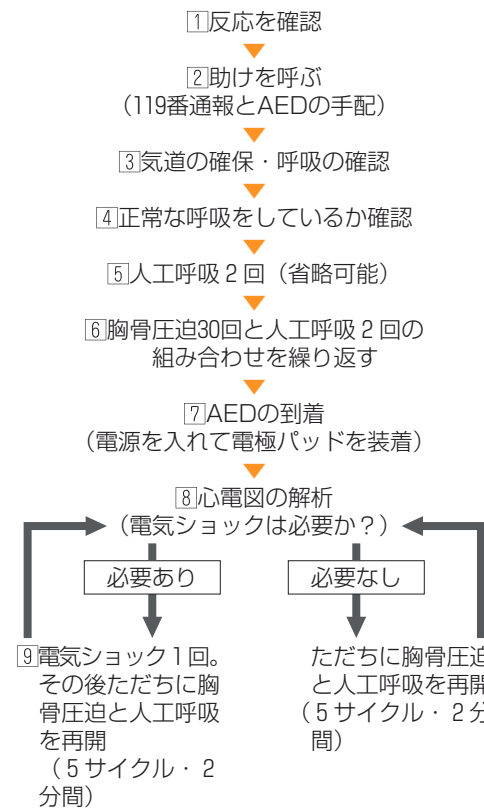 1反応を確認
2助けを呼ぶ
（119番通報とAEDの手配）
3気道の確保・呼吸の確認
4正常な呼吸をしているか確認
5人工呼吸2回（省略可能）
6胸骨圧迫30回と人工呼吸2回の
組み合わせを繰り返す
7AEDの到着
（電源を入れて電極パッドを装着）
8心電図の解析
（電気ショックは必要か？）
必要あり
必要なし
9電気ショック1回。
その後ただちに胸
骨圧迫と人工呼吸
を再開
（5サイクル・2
分間）
ただちに胸骨圧迫
と人工呼吸を再開
（5サイクル・2分
間）